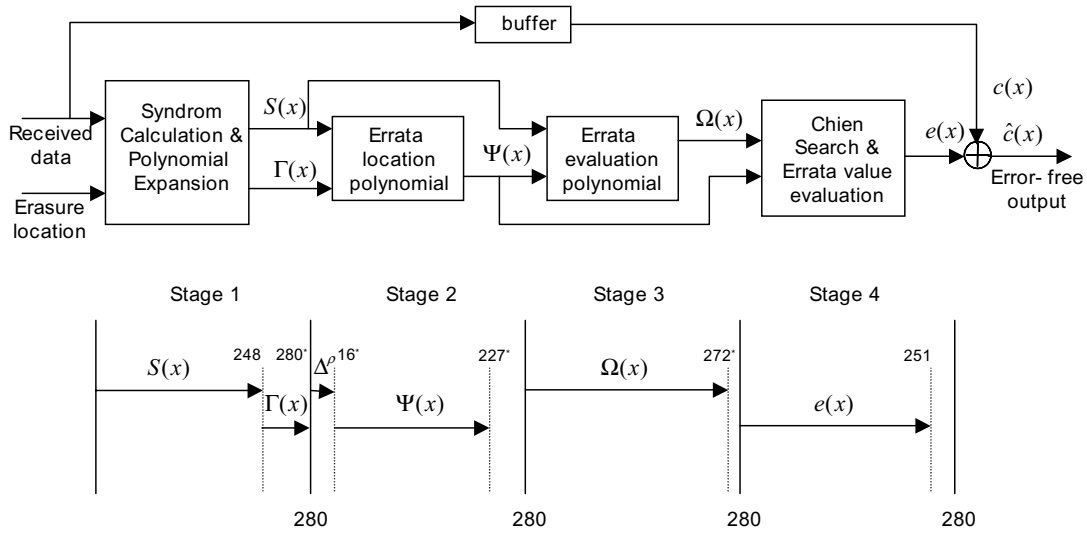 buffer
c(x)
Received
data
Erasure
location
Syndrom
Calculation &
Polynomial
Expansion
S(x)
Γ(x)
Errata
location
polynomial
Ψ(x)
Errata
evaluation
polynomial
Ω(x)
Chien
Search &
Errata value
evaluation
e(x)
ĉ(x)
Error- free
output
Stage 1
Stage 2
Stage 3
Stage 4
S(x)
248
280*
Γ(x)
Δᵖ
16*
Ψ(x)
227*
Ω(x)
272*
e(x)
251
280
280
280
280